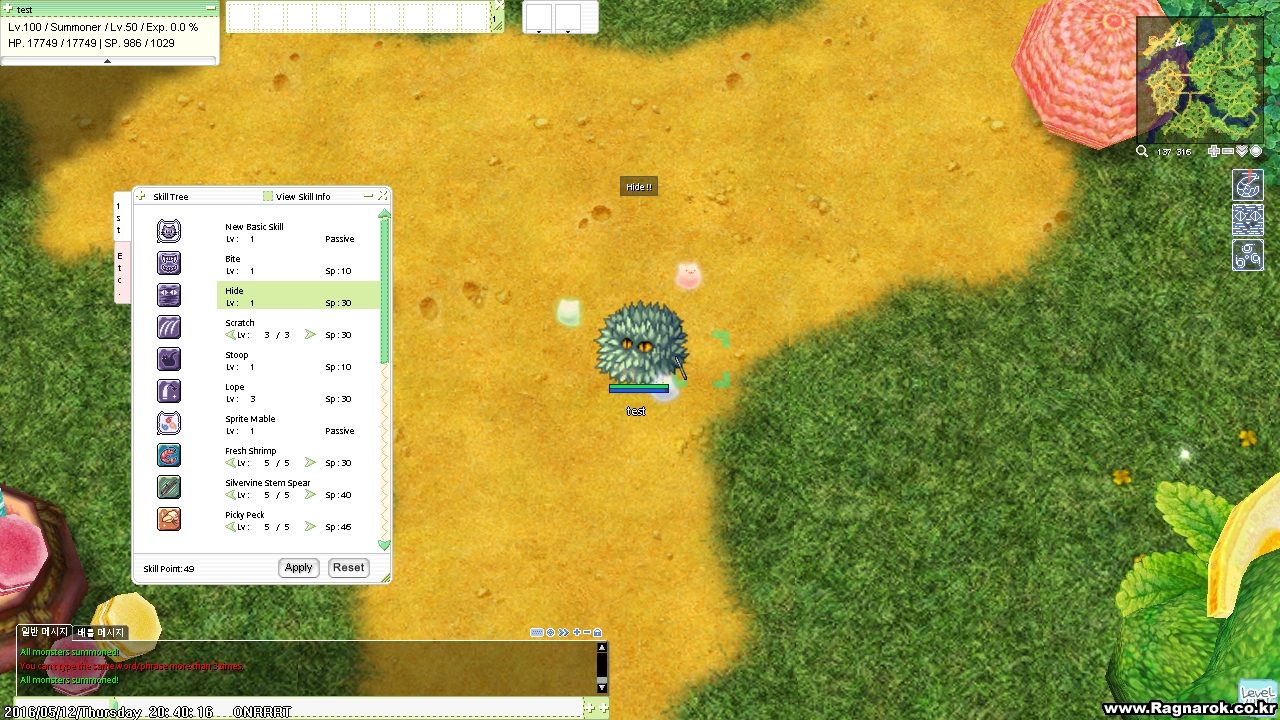 test
Lv.100 / Summoner / Lv.50 / Exp. 0.0 %
HP. 17749 / 17749 | SP. 986 / 1029
1
137 316
Hide !!
Skill Tree
View Skill Info
1st
Etc.
New Basic Skill
Lv : 1 Passive
Bite
Lv : 1 Sp : 10
Hide
Lv : 1 Sp : 30
Scratch
Lv : 3 / 3 Sp : 30
Stoop
Lv : 1 Sp : 10
Lope
Lv : 3 Sp : 30
Sprite Mable
Lv : 1 Passive
Fresh Shrimp
Lv : 5 / 5 Sp : 30
Silvervine Stem Spear
Lv : 5 / 5 Sp : 40
Picky Peck
Lv : 5 / 5 Sp : 45
Skill Point : 49
Apply
Reset
test
일반 메시지
배틀 메시지
All monsters summoned!
You can't type the same word/phrase more than 3 times.
All monsters summoned!
2016/05/12/Thursday 20:40:16
Level
www.Ragnarok.co.kr